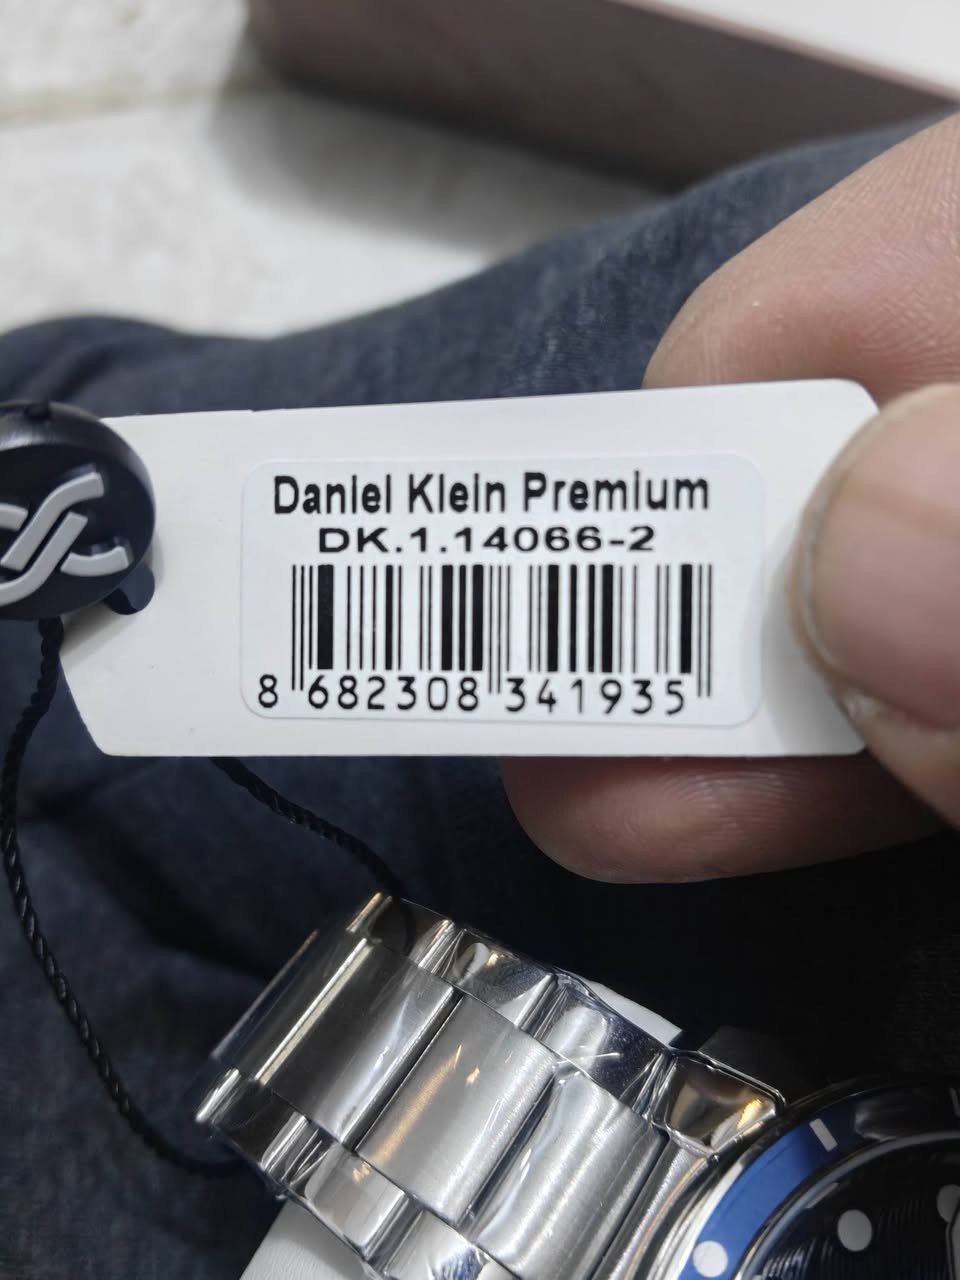 Daniel Klein Premium
DK.1.14066-2
8 682308 341935